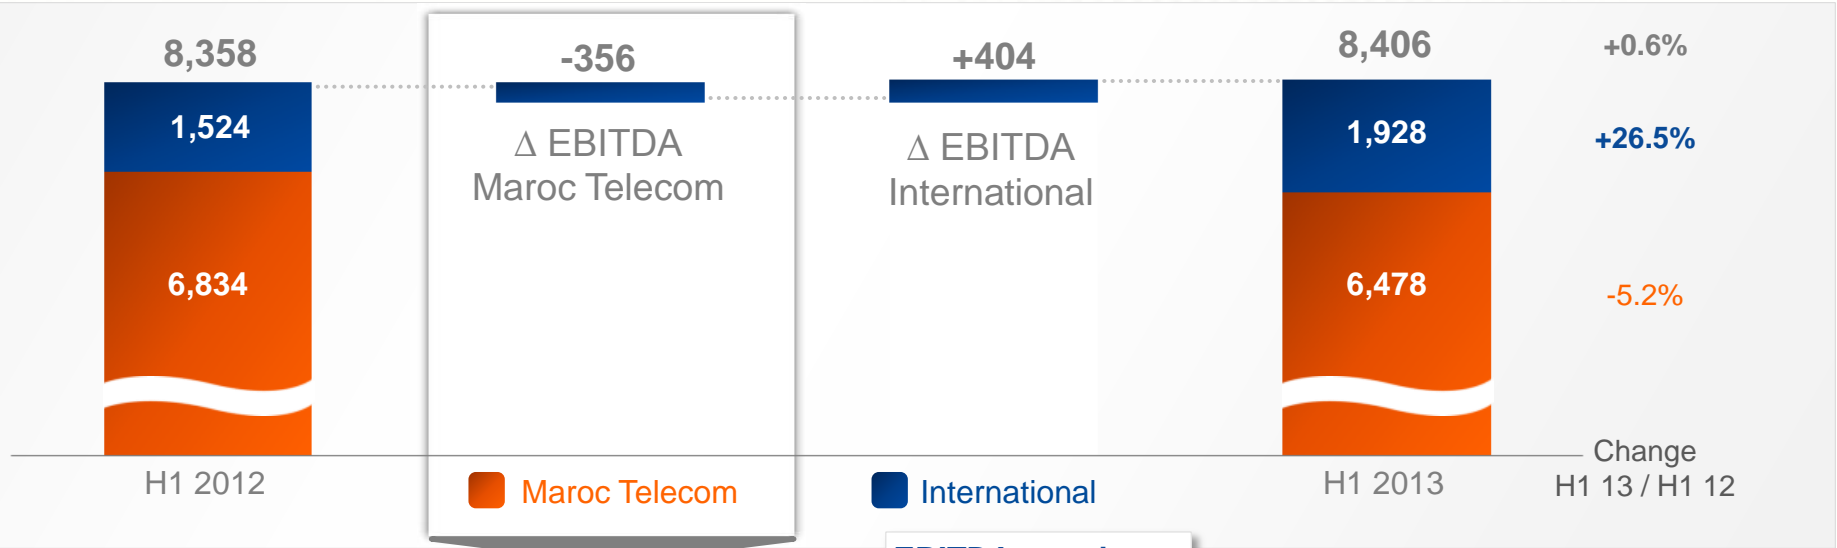 8,358
-356
+404
8,406
+0.6%
1,524
∆ EBITDA
Maroc Telecom
∆ EBITDA
International
1,928
+26.5%
6,834
6,478
-5.2%
H1 2012
Maroc Telecom
International
H1 2013
Change
H1 13 / H1 12